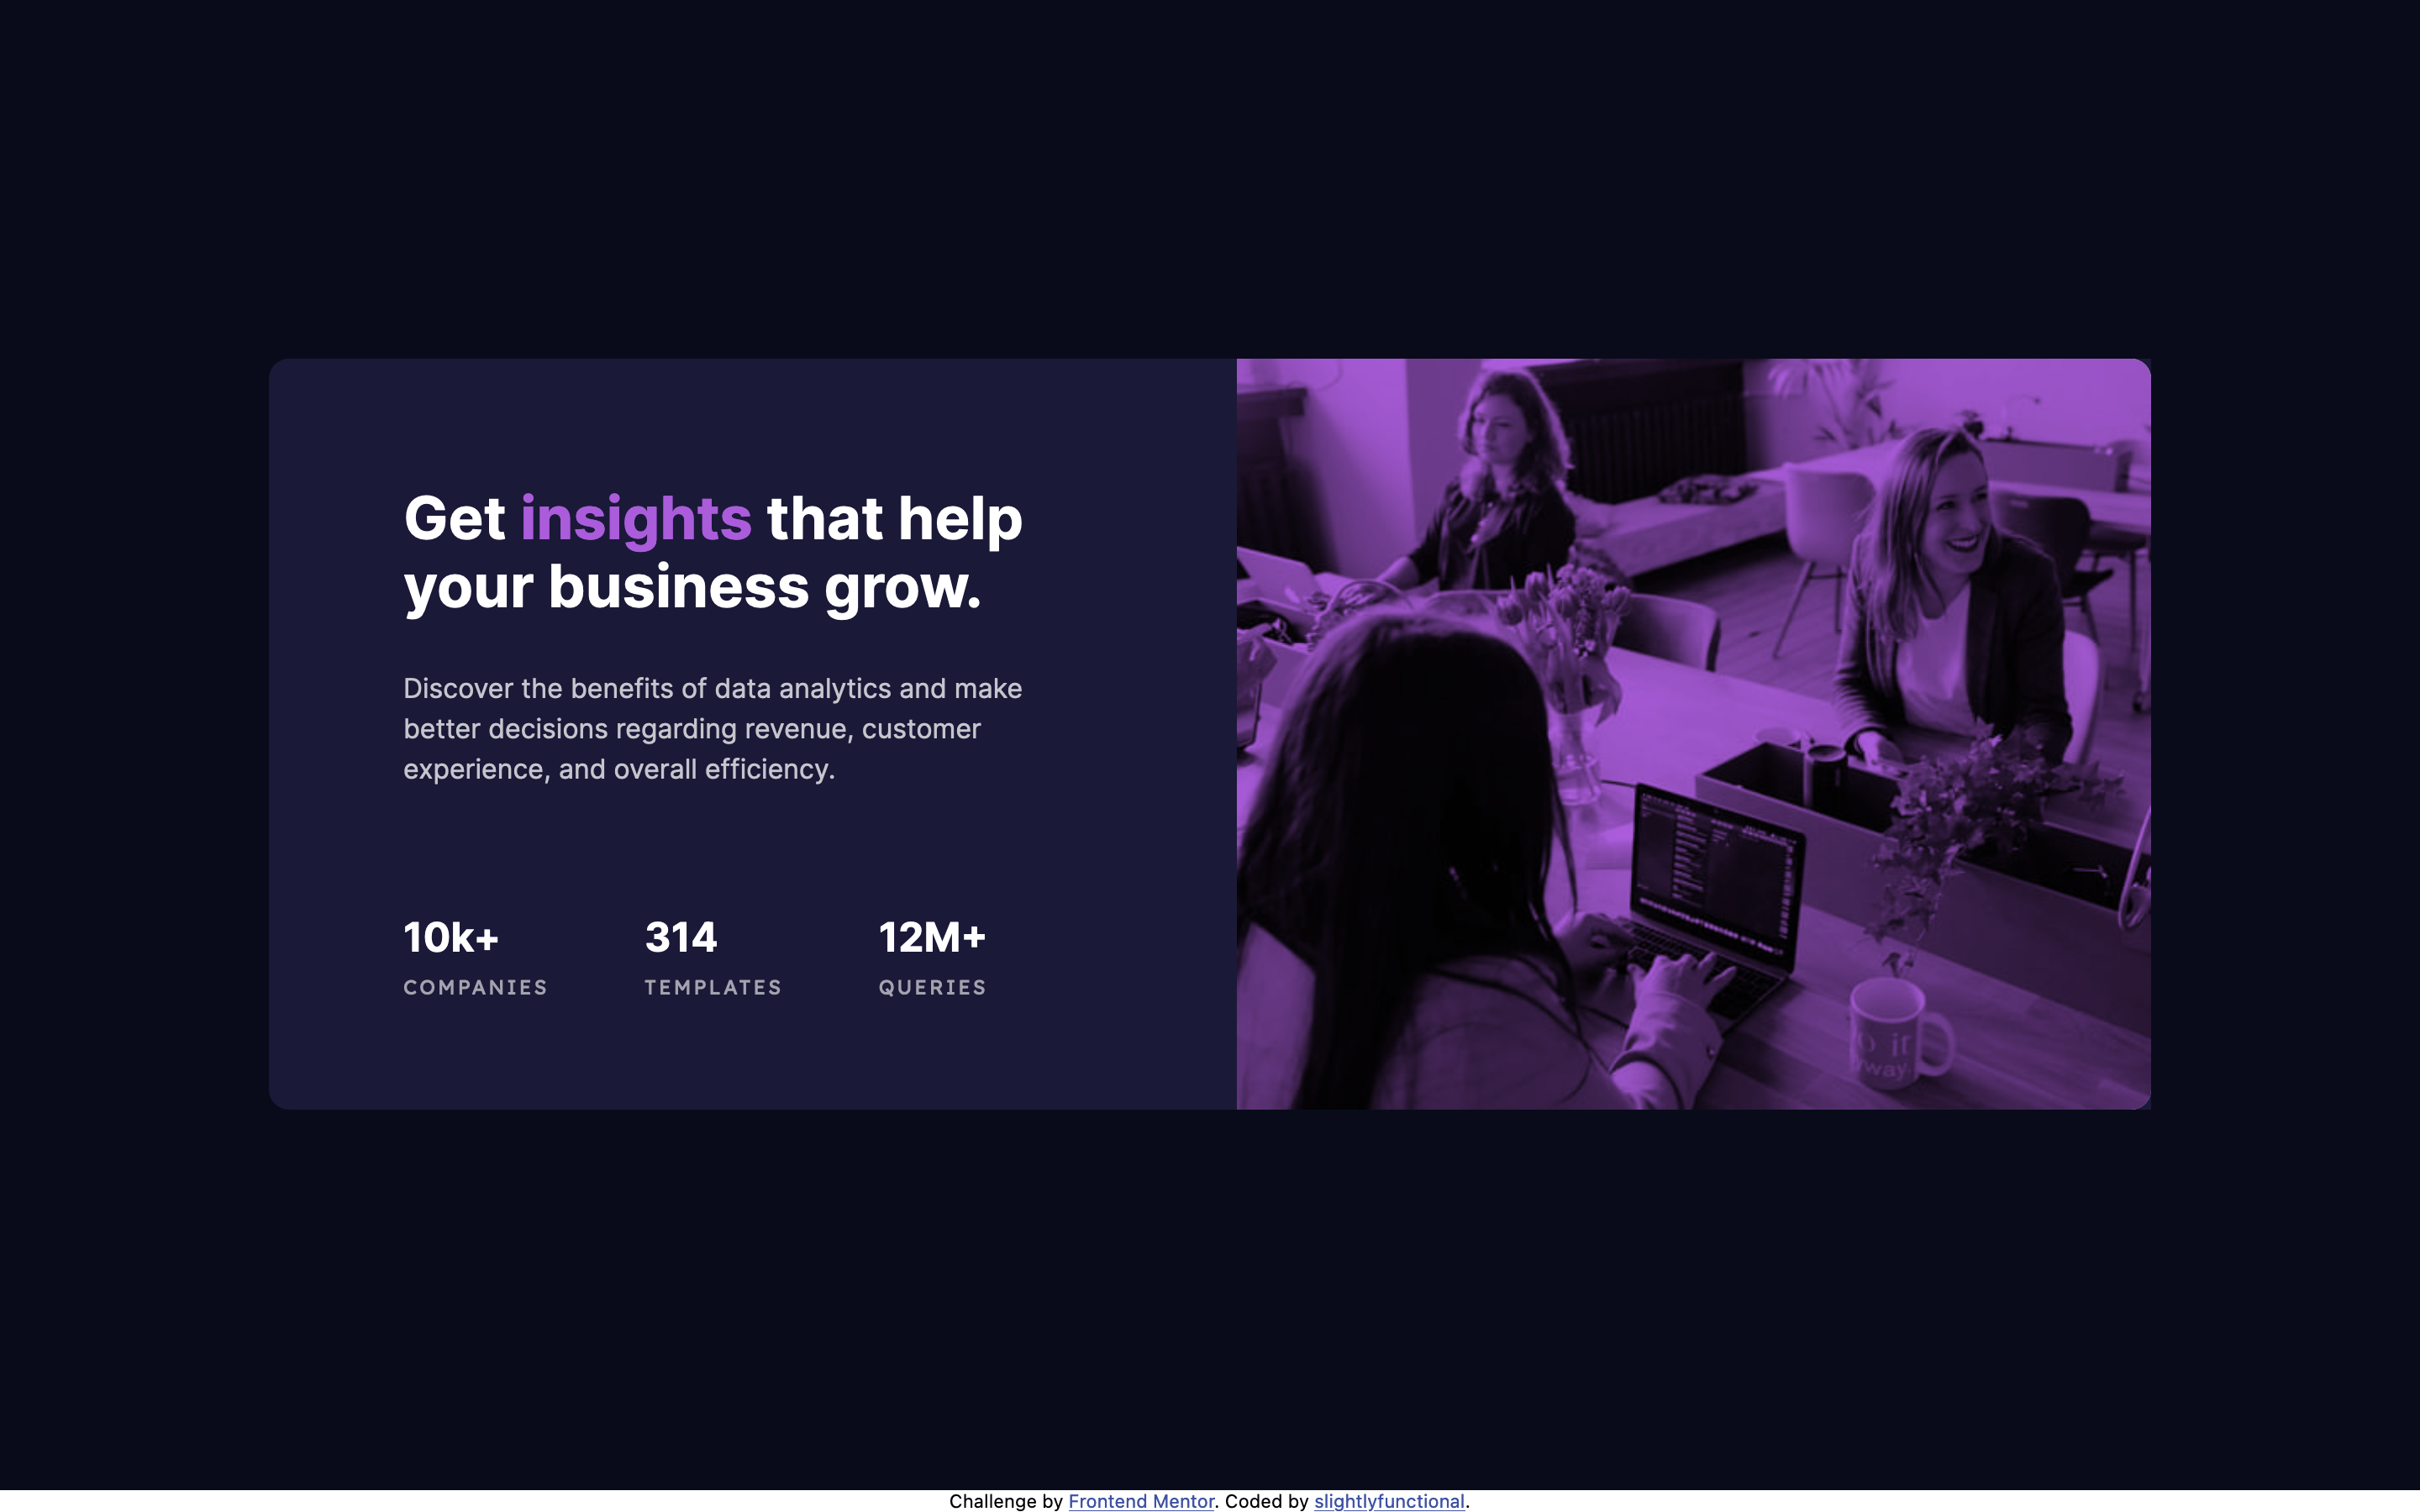 Get insights that help
your business grow.
Discover the benefits of data analytics and make
better decisions regarding revenue, customer
experience, and overall efficiency.
10k+ 314 12M+
COMPANIES TEMPLATES QUERIES
Challenge by Frontend Mentor. Coded by slightlyfunctional.